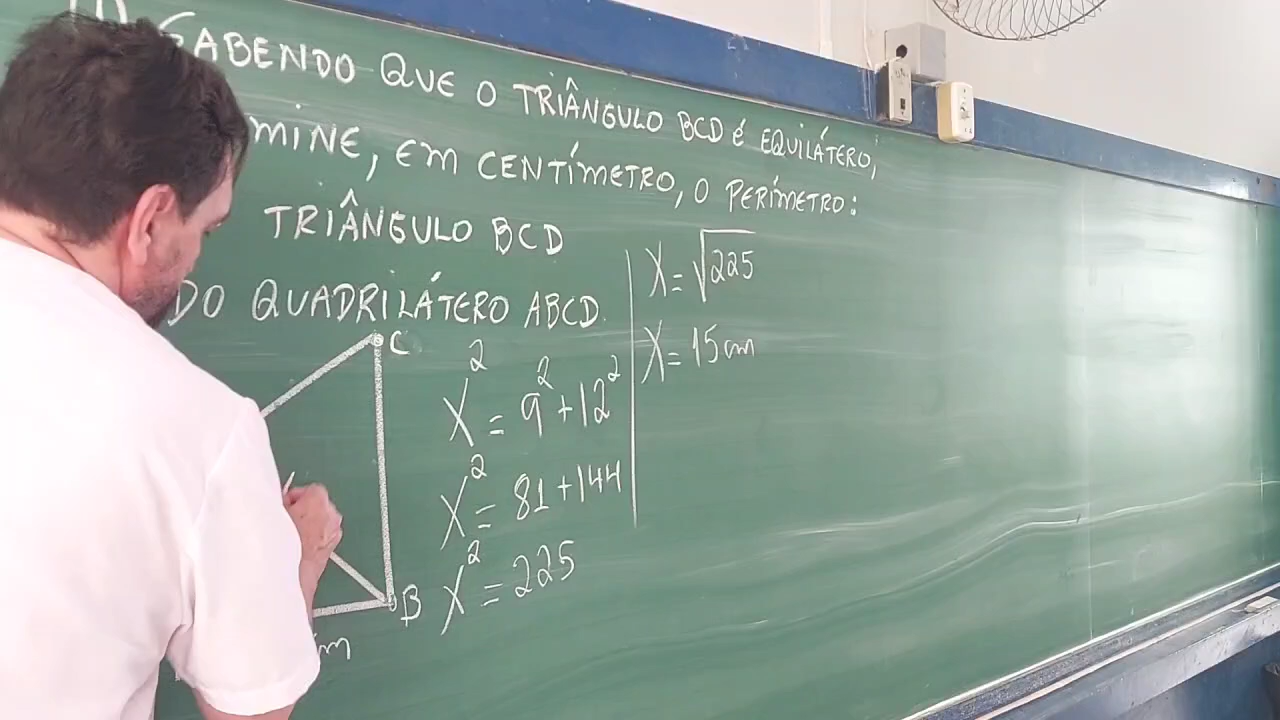 SABENDO QUE O TRIÂNGULO BCD É EQUILÁTERO,
MINE, EM CENTÍMETRO, O PERÍMETRO:
TRIÂNGULO BCD
DO QUADRILÁTERO ABCD.
C
B
m
X² = 9² + 12²
X² = 81 + 144
X² = 225
X = √225
X = 15 cm